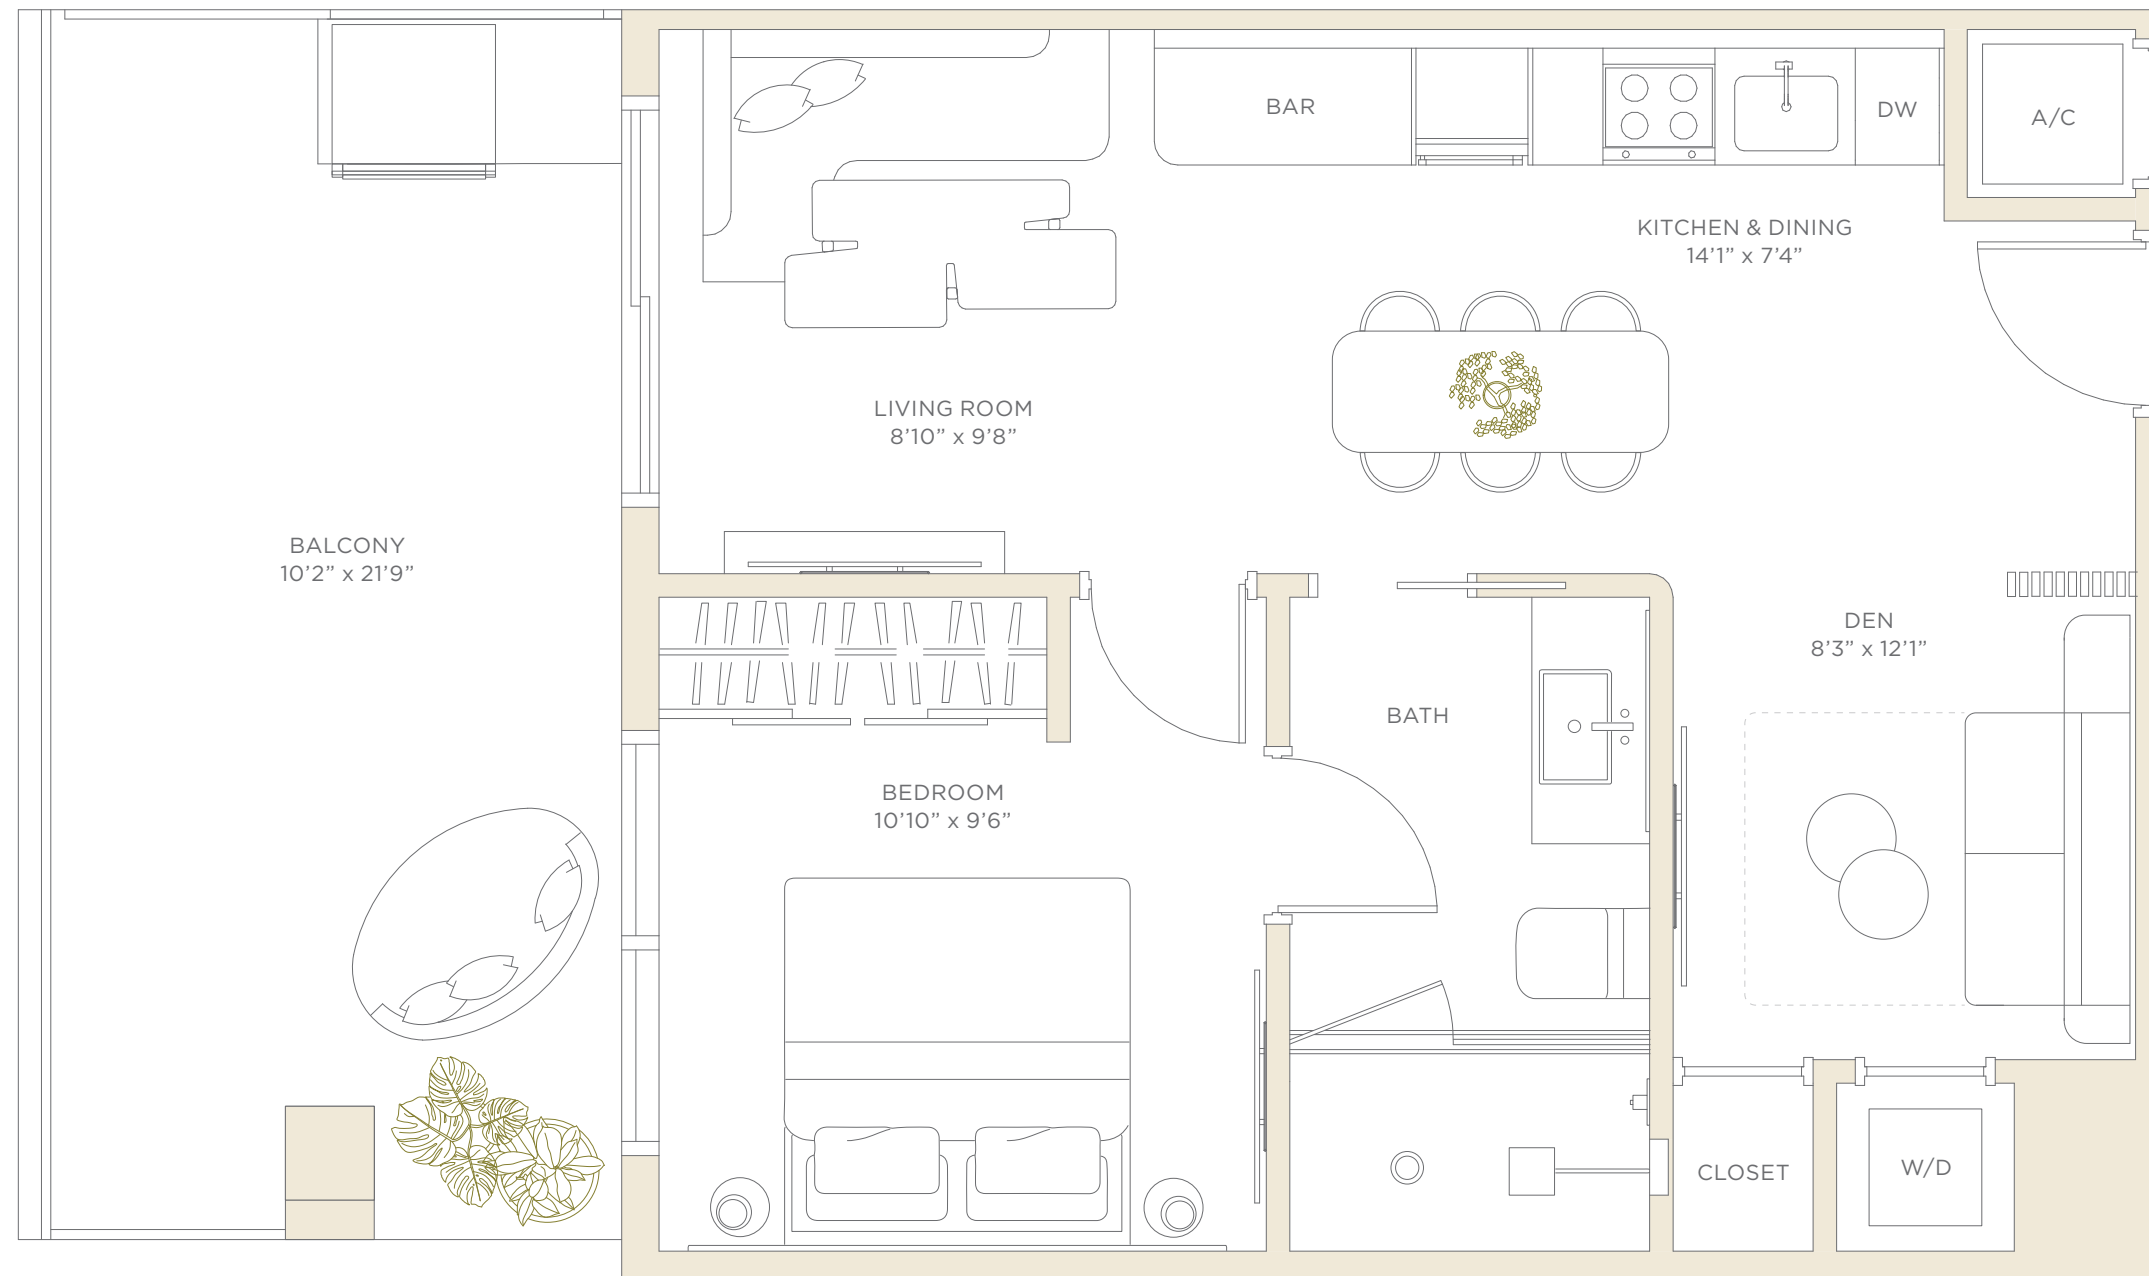 BAR
DW
A/C
KITCHEN & DINING
14’1” x 7’4”
LIVING ROOM
8’10” x 9’8”
BALCONY
10’2” x 21’9”
DEN
8’3” x 12’1”
BATH
BEDROOM
10’10” x 9’6”
CLOSET
W/D